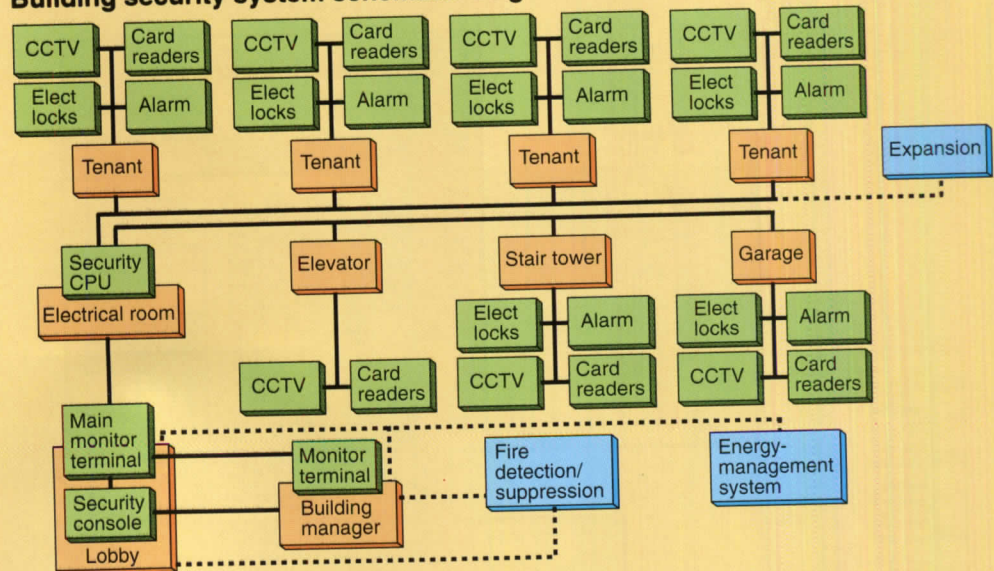 Building security system
CCTV
Card
readers
Elect
locks
Alarm
Tenant
CCTV
Card
readers
Elect
locks
Alarm
Tenant
CCTV
Card
readers
Elect
locks
Alarm
Tenant
CCTV
Card
readers
Elect
locks
Alarm
Tenant
Expansion
Security
CPU
Electrical room
Elevator
CCTV
Card
readers
Stair tower
Elect
locks
Alarm
CCTV
Card
readers
Garage
Elect
locks
Alarm
CCTV
Card
readers
Main
monitor
terminal
Security
console
Lobby
Monitor
terminal
Building
manager
Fire
detection/
suppression
Energy-
management
system